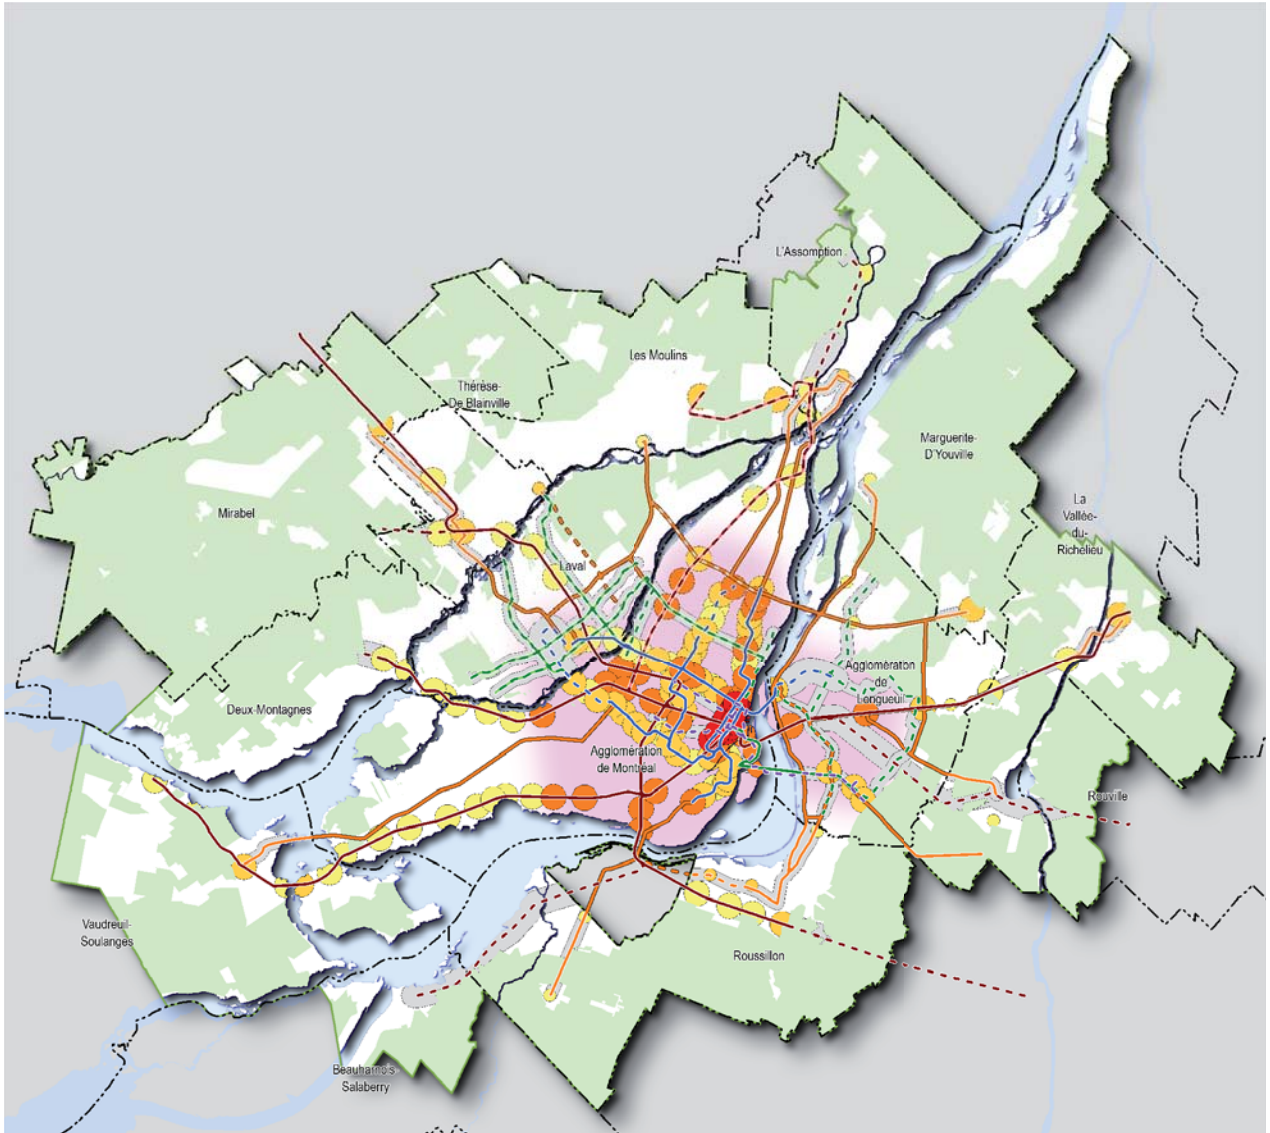 L'Assomption
Les Moulins
Thérèse-
De Blainville
Marguerite-
D'Youville
La
Vallée-
du-
Richelieu
Mirabel
Laval
Agglomération
de
Longueuil
Deux-Montagnes
Agglomération
de Montréal
Rouville
Vaudreuil-
Soulanges
Roussillon
Beauharnois-
Salaberry